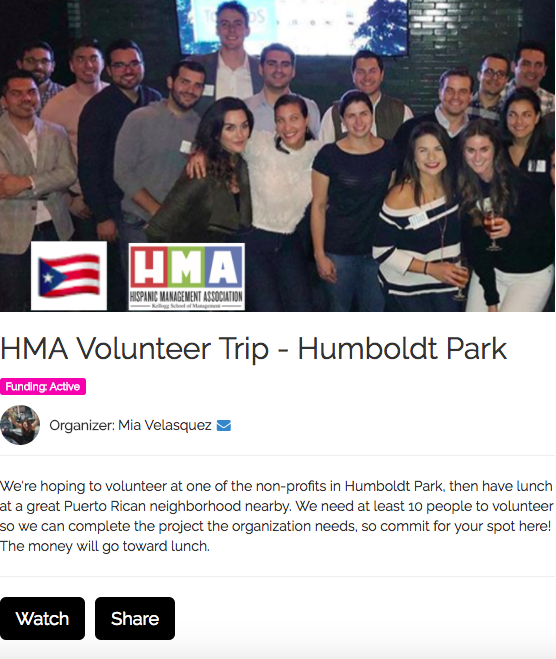 HMA
HISPANIC MANAGEMENT ASSOCIATION
Kellogg School of Management
HMA Volunteer Trip - Humboldt Park
Funding: Active
Organizer: Mia Velasquez
We're hoping to volunteer at one of the non-profits in Humboldt Park, then have lunch
at a great Puerto Rican neighborhood nearby. We need at least 10 people to volunteer
so we can complete the project the organization needs, so commit for your spot here!
The money will go toward lunch.
Watch
Share